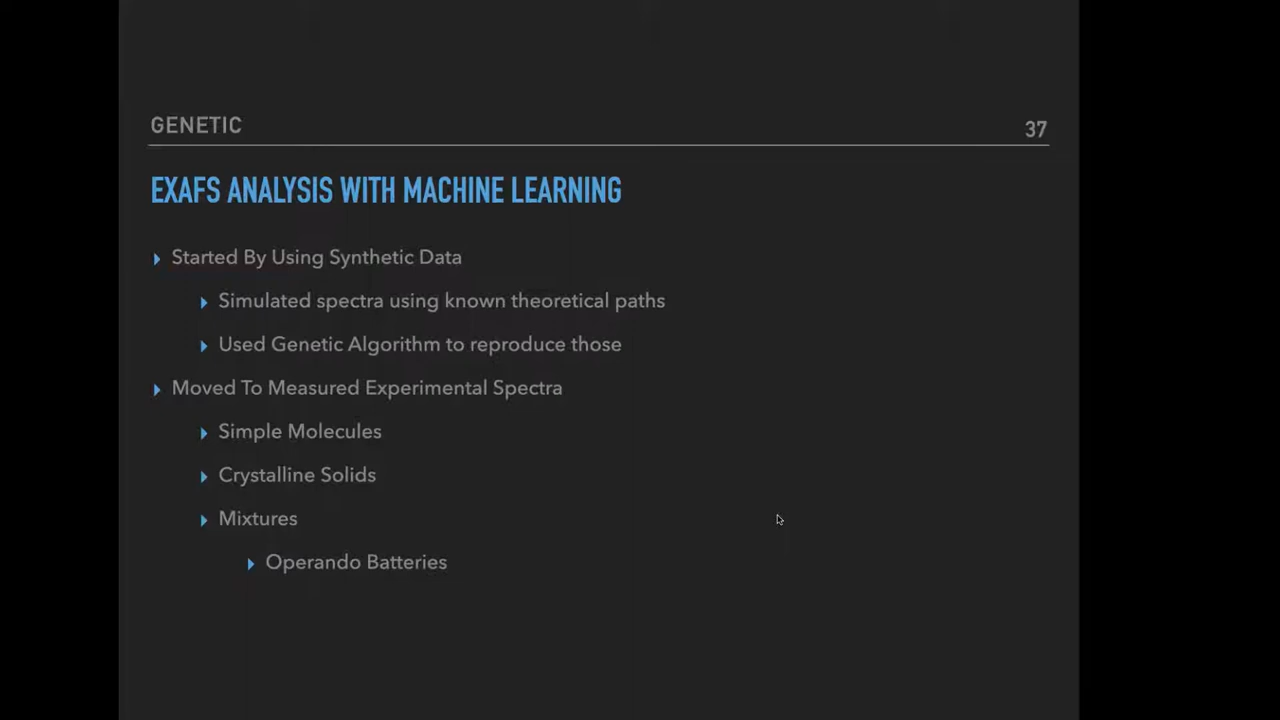 GENETIC
37
EXAFS ANALYSIS WITH MACHINE LEARNING
Started By Using Synthetic Data
Simulated spectra using known theoretical paths
Used Genetic Algorithm to reproduce those
Moved To Measured Experimental Spectra
Simple Molecules
Crystalline Solids
Mixtures
Operando Batteries